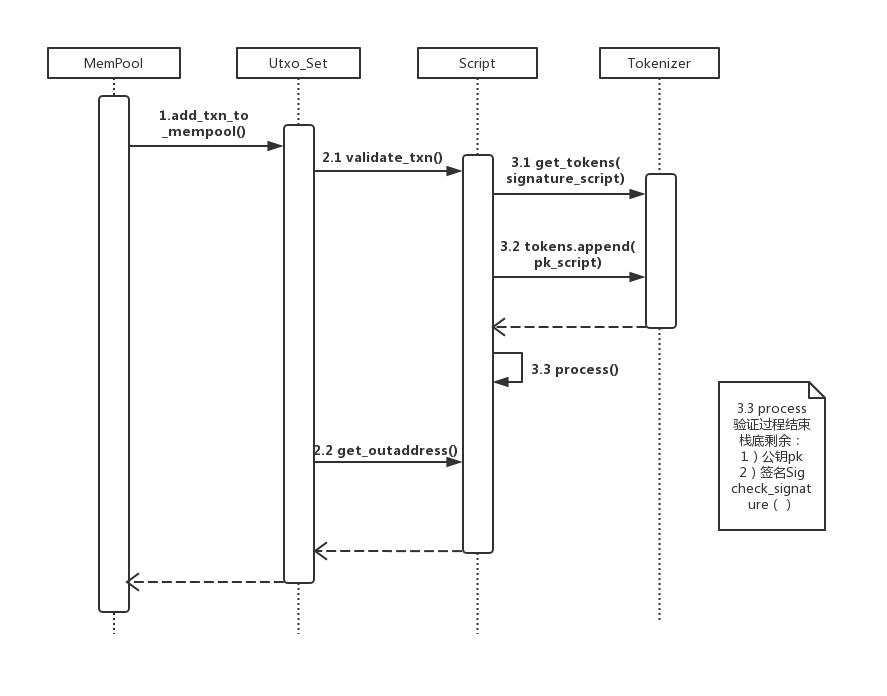 MemPool
Utxo_Set
Script
Tokenizer
1.add_txn_to
_mempool()
2.1 validate_txn()
3.1 get_tokens(
signature_script)
3.2 tokens.append(
pk_script)
3.3 process()
3.3 process
验证过程结束
栈底剩余：
1）公钥pk
2）签名Sig
check_signat
ure（ ）
2.2 get_outaddress()